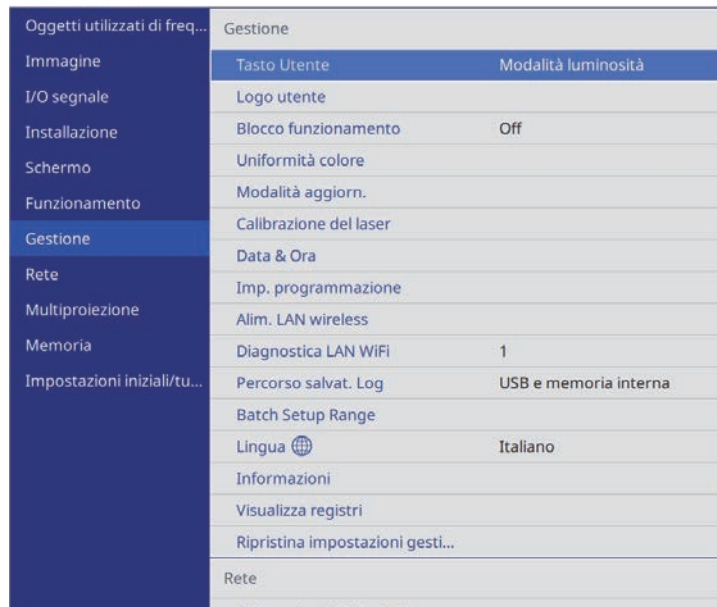 Oggetti utilizzati di freq...
Immagine
I/O segnale
Installazione
Schermo
Funzionamento
Gestione
Rete
Multiproiezione
Memoria
Impostazioni iniziali/tu...
Gestione
Tasto Utente Modalità luminosità
Logo utente
Blocco funzionamento Off
Uniformità colore
Modalità aggiorn.
Calibrazione del laser
Data & Ora
Imp. programmazione
Alim. LAN wireless
Diagnostica LAN WiFi 1
Percorso salvat. Log USB e memoria interna
Batch Setup Range
Lingua Italiano
Informazioni
Visualizza registri
Ripristina impostazioni gesti...
Rete